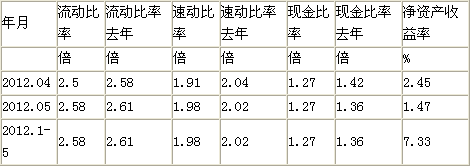 年月 流动比率 流动比率去年 速动比率 速动比率去年 现金比率 现金比率去年 净资产收益率
倍 倍 倍 倍 倍 倍 %
2012.04 2.5 2.58 1.91 2.04 1.27 1.42 2.45
2012.05 2.58 2.61 1.98 2.02 1.27 1.36 1.47
2012.1-5 2.58 2.61 1.98 2.02 1.27 1.36 7.33